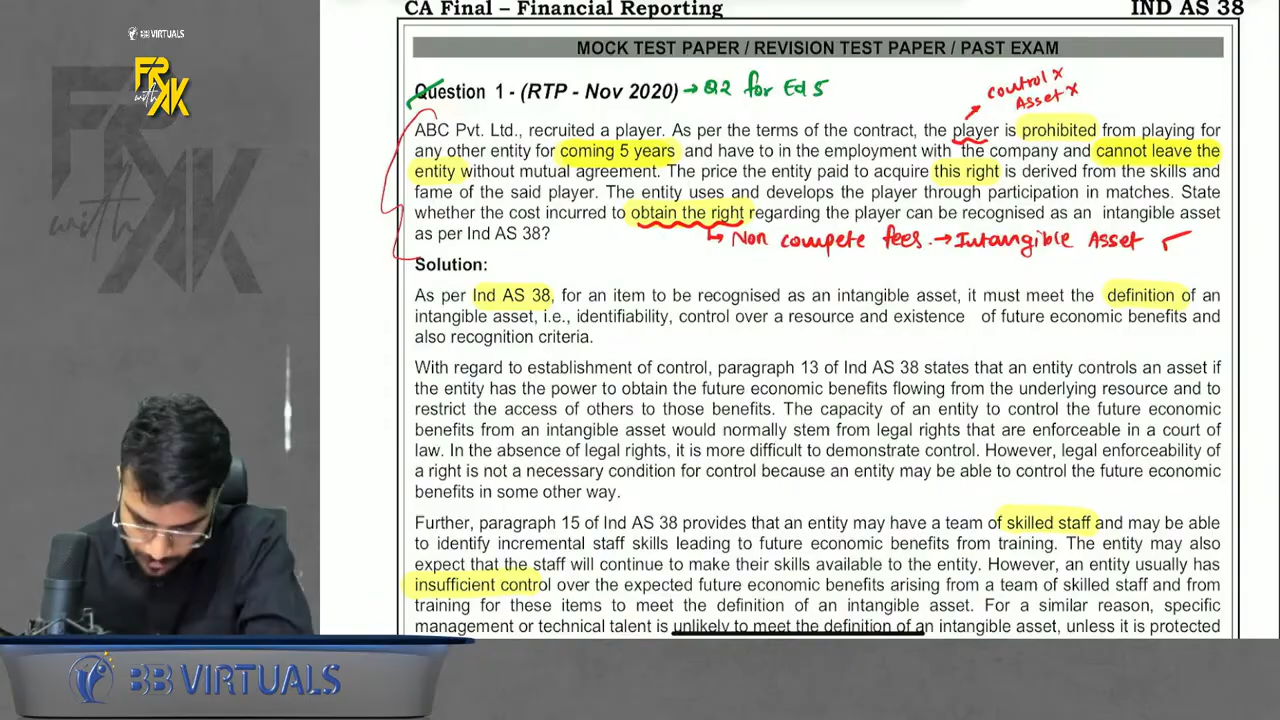 CA Final – Financial Reporting
IND AS 38
BB VIRTUALS
FR
with
AK
MOCK TEST PAPER / REVISION TEST PAPER / PAST EXAM
Question 1 - (RTP - Nov 2020) → Q2 for Ed 5
control x
Asset x
ABC Pvt. Ltd., recruited a player. As per the terms of the contract, the player is prohibited from playing for
any other entity for coming 5 years and have to in the employment with the company and cannot leave the
entity without mutual agreement. The price the entity paid to acquire this right is derived from the skills and
fame of the said player. The entity uses and develops the player through participation in matches. State
whether the cost incurred to obtain the right regarding the player can be recognised as an intangible asset
as per Ind AS 38?
Non compete fees. → Intangible Asset ✓
Solution:
As per Ind AS 38, for an item to be recognised as an intangible asset, it must meet the definition of an
intangible asset, i.e., identifiability, control over a resource and existence of future economic benefits and
also recognition criteria.
With regard to establishment of control, paragraph 13 of Ind AS 38 states that an entity controls an asset if
the entity has the power to obtain the future economic benefits flowing from the underlying resource and to
restrict the access of others to those benefits. The capacity of an entity to control the future economic
benefits from an intangible asset would normally stem from legal rights that are enforceable in a court of
law. In the absence of legal rights, it is more difficult to demonstrate control. However, legal enforceability of
a right is not a necessary condition for control because an entity may be able to control the future economic
benefits in some other way.
Further, paragraph 15 of Ind AS 38 provides that an entity may have a team of skilled staff and may be able
to identify incremental staff skills leading to future economic benefits from training. The entity may also
expect that the staff will continue to make their skills available to the entity. However, an entity usually has
insufficient control over the expected future economic benefits arising from a team of skilled staff and from
training for these items to meet the definition of an intangible asset. For a similar reason, specific
management or technical talent is unlikely to meet the definition of an intangible asset, unless it is protected
BB VIRTUALS